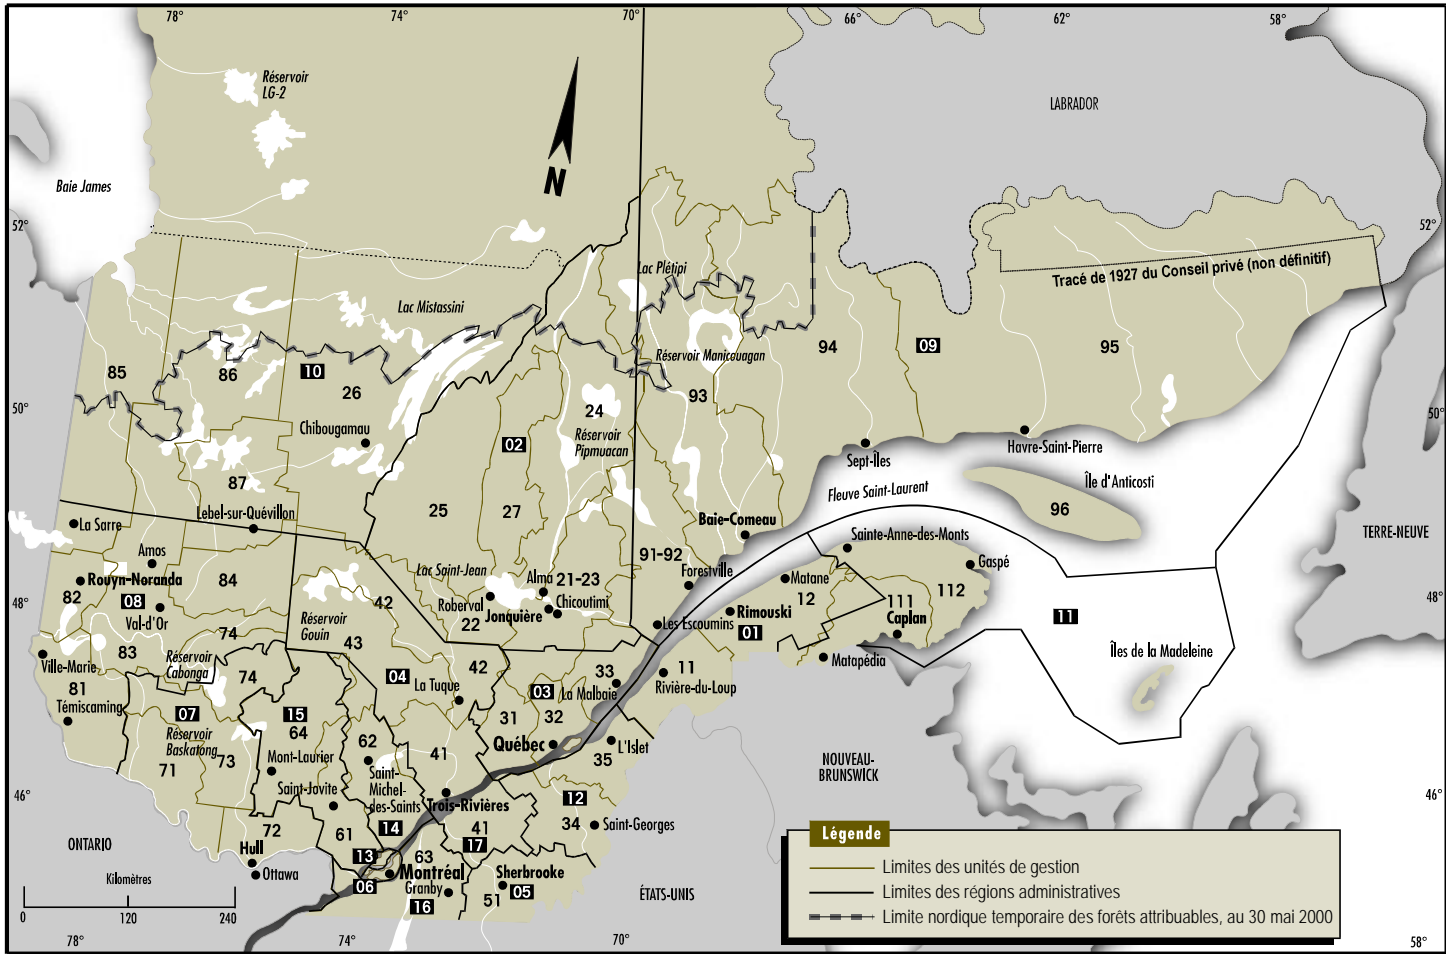 78°
74°
70°
66°
62°
58°
Réservoir
LG-2
LABRADOR
N
Baie James
52°
52°
Lac Plétipi
Tracé de 1927 du Conseil privé (non définitif)
Lac Mistassini
94
09
95
Réservoir Manicouagan
85
86
10
26
93
50°
50°
24
Chibougamau
Réservoir
Pipmuacan
02
Havre-Saint-Pierre
Sept-Îles
Île d'Anticosti
87
Fleuve Saint-Laurent
25
27
96
Lebel-sur-Quévillon
La Sarre
Baie-Comeau
Sainte-Anne-des-Monts
TERRE-NEUVE
Amos
91-92
Gaspé
Lac Saint-Jean
Alma
21-23
Forestville
Matane
Rouyn-Noranda
84
112
82
08
Roberval
Jonquière
Chicoutimi
12
111
48°
48°
42
Val-d'Or
Réservoir
Gouin
22
Les Escoumins
Rimouski
Caplan
11
74
01
83
43
Îles de la Madeleine
Ville-Marie
Réservoir
Cabonga
Matapédia
42
33
11
81
74
04
La Tuque
03
La Malbaie
Rivière-du-Loup
Témiscaming
07
15
31
32
64
62
Québec
L'Islet
Réservoir
Baskatong
41
35
71
73
Mont-Laurier
Saint-
Michel-
des-Saints
NOUVEAU-
BRUNSWICK
Saint-Jovite
Trois-Rivières
12
46°
46°
72
61
14
41
34
Saint-Georges
ONTARIO
17
Légende
Hull
13
63
Limites des unités de gestion
Ottawa
06
Montréal
Sherbrooke
Limites des régions administratives
Kilomètres
Granby
05
ÉTATS-UNIS
16
51
Limite nordique temporaire des forêts attribuables, au 30 mai 2000
0
120
240
78°
74°
70°
58°